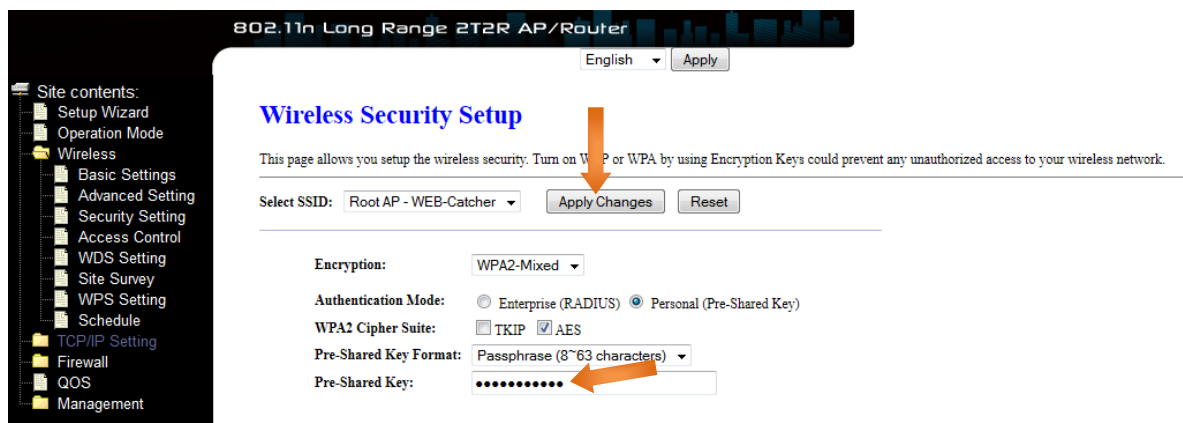 802.11n Long Range 2T2R AP/Router
English Apply
Site contents:
Setup Wizard
Operation Mode
Wireless
Basic Settings
Advanced Setting
Security Setting
Access Control
WDS Setting
Site Survey
WPS Setting
Schedule
TCP/IP Setting
Firewall
QOS
Management
Wireless Security Setup
This page allows you setup the wireless security. Turn on or WPA by using Encryption Keys could prevent any unauthorized access to your wireless network.
Select SSID: Root AP - WEB-Catcher Apply Changes Reset
Encryption: WPA2-Mixed
Authentication Mode: Enterprise (RADIUS) Personal (Pre-Shared Key)
WPA2 Cipher Suite: TKIP AES
Pre-Shared Key Format: Passphrase (8~63 characters)
Pre-Shared Key: •••••••••••